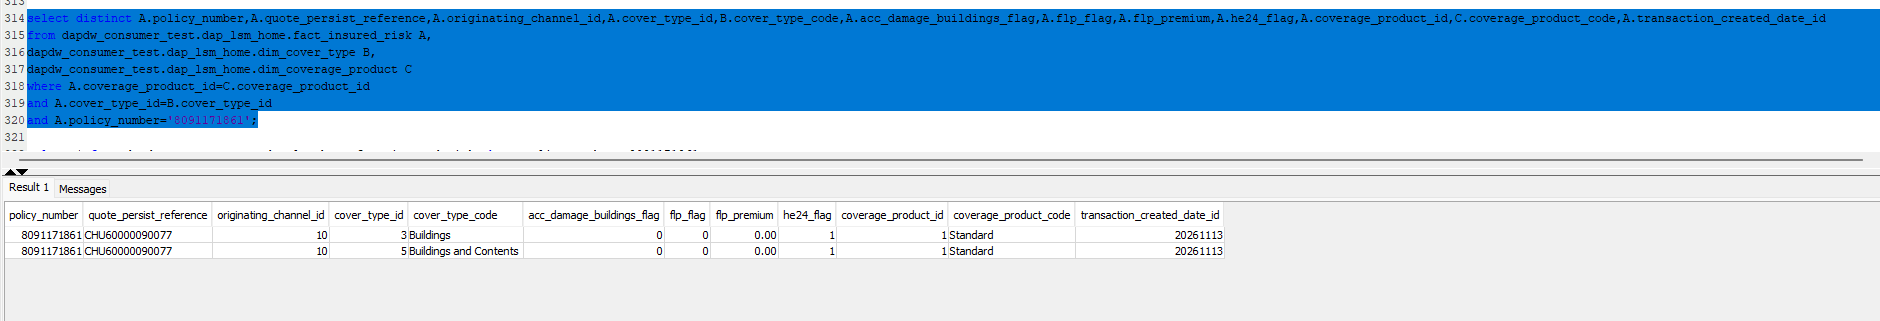 313
314 select distinct A.policy_number,A.quote_persist_reference,A.originating_channel_id,A.cover_type_id,B.cover_type_code,A.acc_damage_buildings_flag,A.flp_flag,A.flp_premium,A.he24_flag,A.coverage_product_id,C.coverage_product_code,A.transaction_created_date_id
315 from dapdw_consumer_test.dap_lsm_home.fact_insured_risk A,
316 dapdw_consumer_test.dap_lsm_home.dim_cover_type B,
317 dapdw_consumer_test.dap_lsm_home.dim_coverage_product C
318 where A.coverage_product_id=C.coverage_product_id
319 and A.cover_type_id=B.cover_type_id
320 and A.policy_number='8091171861';
321
Result 1 Messages
policy_number quote_persist_reference originating_channel_id cover_type_id cover_type_code acc_damage_buildings_flag flp_flag flp_premium he24_flag coverage_product_id coverage_product_code transaction_created_date_id
8091171861 CHU60000090077 10 3 Buildings 0 0 0.00 1 1 Standard 20261113
8091171861 CHU60000090077 10 5 Buildings and Contents 0 0 0.00 1 1 Standard 20261113